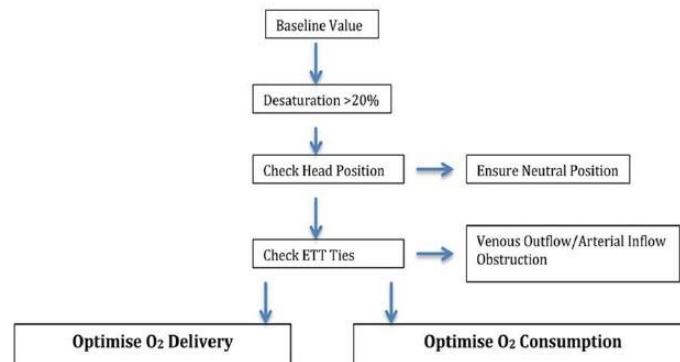 Baseline Value
Desaturation >20%
Check Head Position
Ensure Neutral Position
Check ETT Ties
Venous Outflow/Arterial Inflow
Obstruction
Optimise O₂ Delivery
Optimise O₂ Consumption